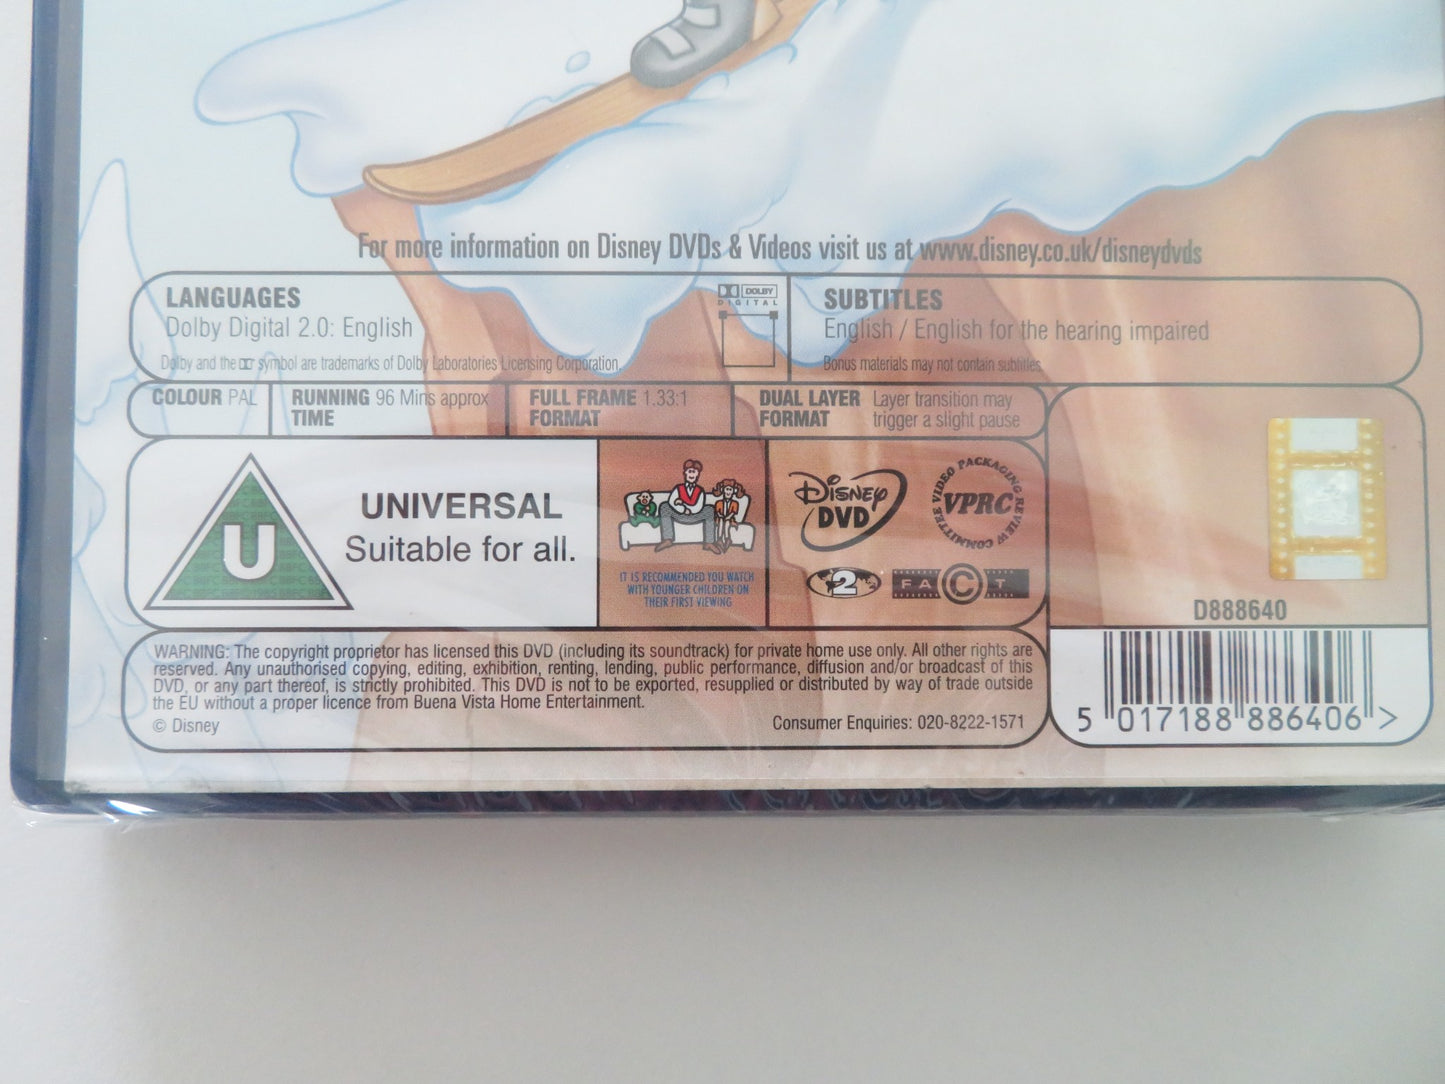 For more information on Disney DVDs & Videos visit us at www.disney.co.uk/disneydvds
LANGUAGES
Dolby Digital 2.0: English
Dolby and the symbol are trademarks of Dolby Laboratories Licensing Corporation.
DOLBY
DIGITAL
SUBTITLES
English / English for the hearing impaired
Bonus materials may not contain subtitles
COLOUR PAL
RUNNING 96 Mins approx
TIME
FULL FRAME 1.33:1
FORMAT
DUAL LAYER Layer transition may
FORMAT trigger a slight pause
U
UNIVERSAL
Suitable for all.
IT IS RECOMMENDED YOU WATCH
WITH YOUNGER CHILDREN ON
THEIR FIRST VIEWING
DISNEY
DVD
VIDEO PACKAGING REVIEW COMMITTEE
VPRC
2
FACT
D888640
WARNING: The copyright proprietor has licensed this DVD (including its soundtrack) for private home use only. All other rights are
reserved. Any unauthorised copying, editing, exhibition, renting, lending, public performance, diffusion and/or broadcast of this
DVD, or any part thereof, is strictly prohibited. This DVD is not to be exported, resupplied or distributed by way of trade outside
the EU without a proper licence from Buena Vista Home Entertainment.
© Disney
Consumer Enquiries: 020-8222-1571
5 017188 886406 >